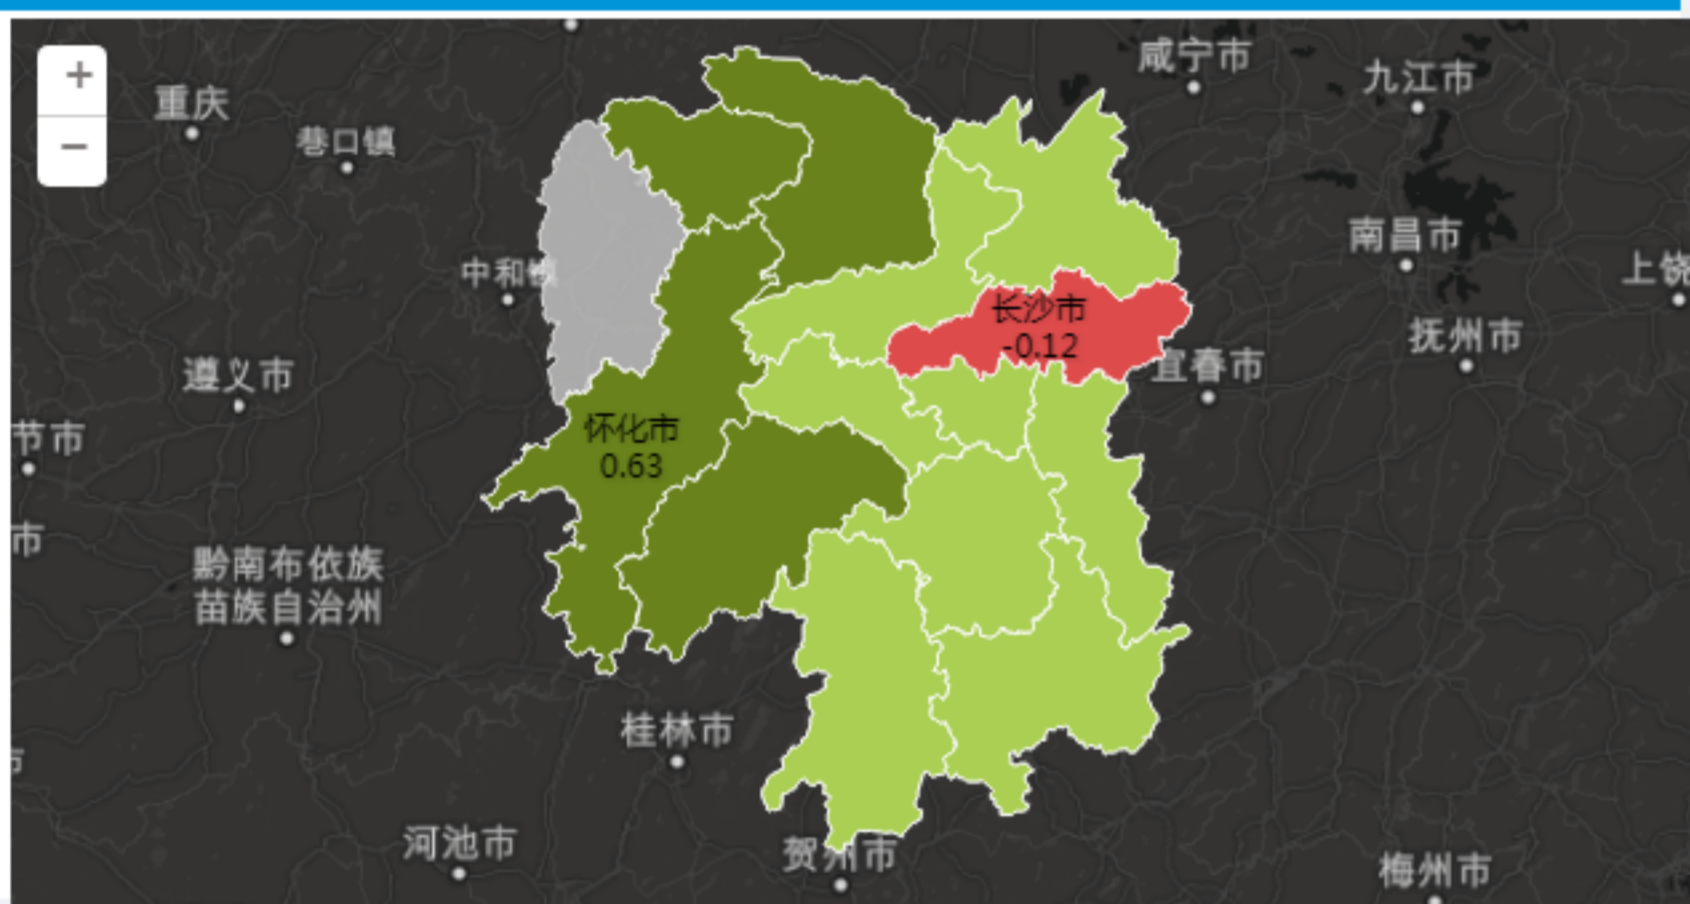 +
−
咸宁市
九江市
重庆
巷口镇
南昌市
上饶
中和镇
长沙市
-0.12
抚州市
宜春市
遵义市
怀化市
0.63
节市
市
黔南布依族
苗族自治州
桂林市
河池市
贺州市
梅州市